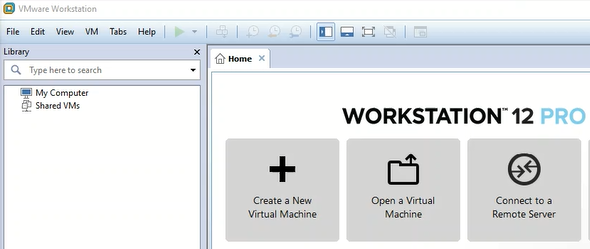 VMware Workstation
File Edit View VM Tabs Help
Library
Type here to search
My Computer
Shared VMs
Home
WORKSTATION™ 12 PRO
Create a New
Virtual Machine
Open a Virtual
Machine
Connect to a
Remote Server